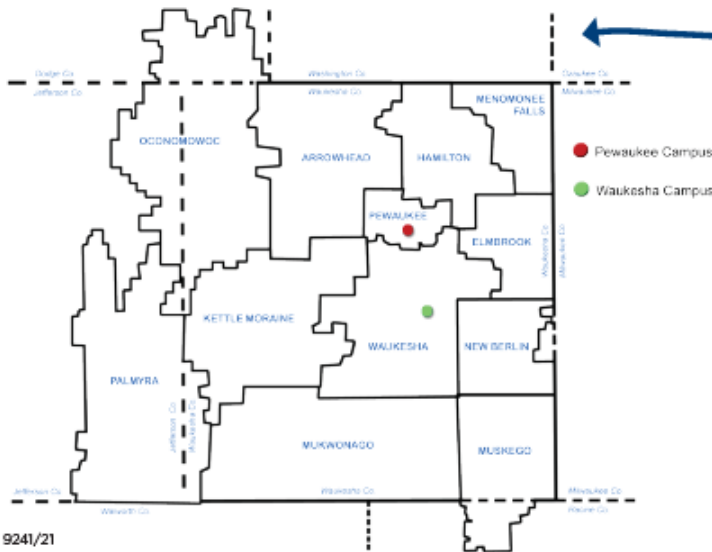 Dodge Co.
Jefferson Co.
Washington Co.
Waukesha Co.
Ozaukee Co.
Milwaukee Co.
MENOMONEE
FALLS
OCONOMOWOC
ARROWHEAD
HAMILTON
Pewaukee Campus
Waukesha Campus
PEWAUKEE
ELMBROOK
Waukesha Co.
Milwaukee Co.
KETTLE MORAINE
WAUKESHA
NEW BERLIN
PALMYRA
Jefferson Co.
Waukesha Co.
MUKWONAGO
MUSKEGO
Jefferson Co.
Walworth Co.
Waukesha Co.
Milwaukee Co.
Racine Co.
9241/21